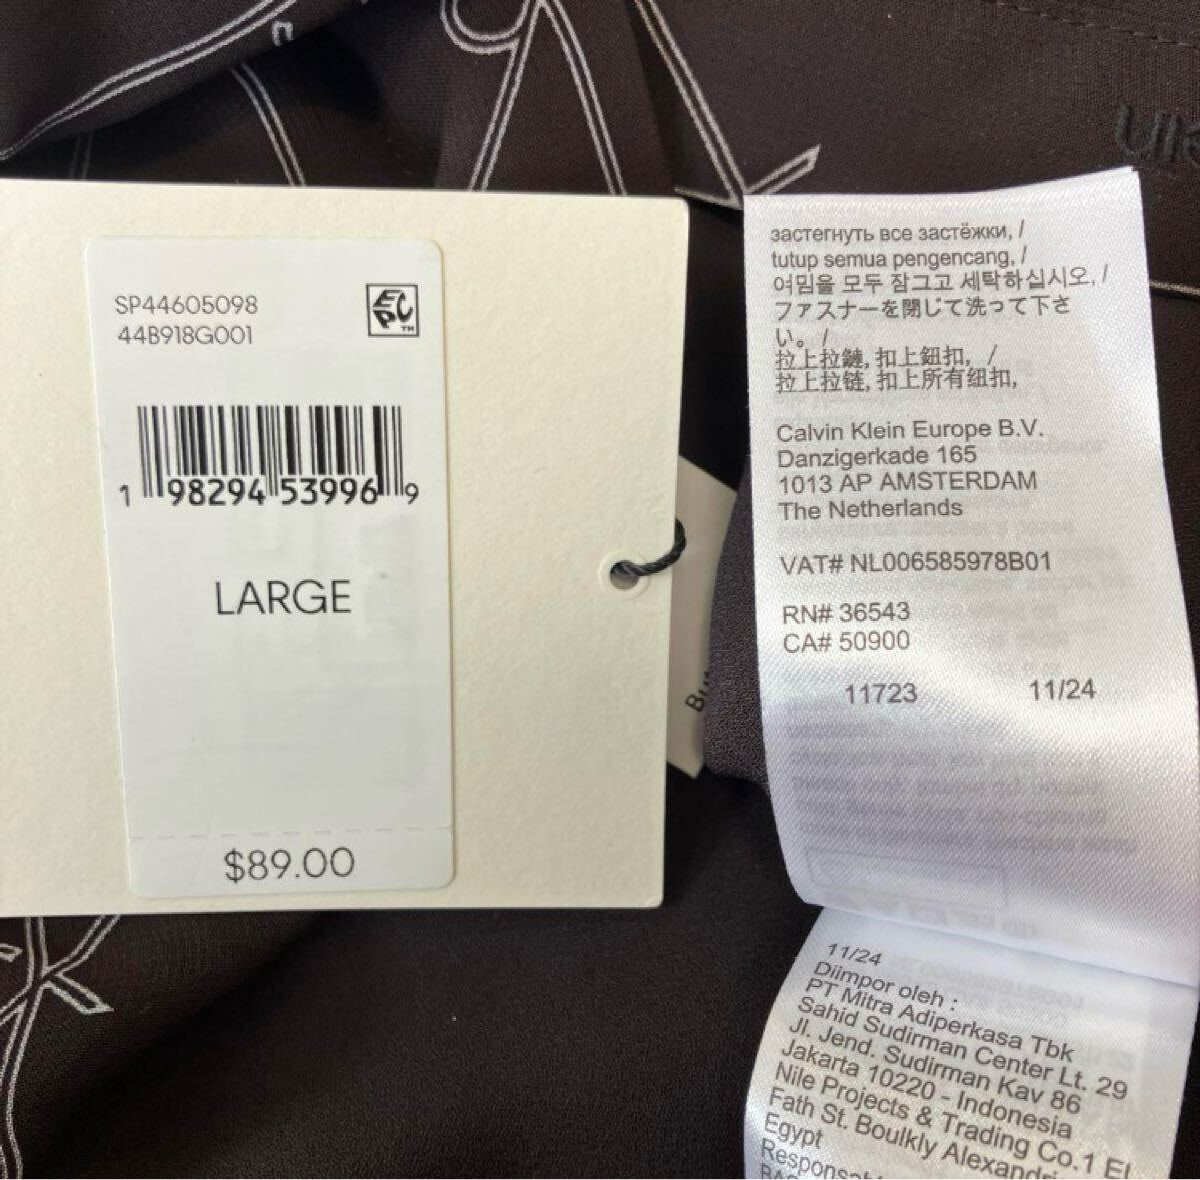 SP44605098
44B918G001
EPC
TM
1 98294 53996 9
LARGE
$89.00
застегнуть все застёжки, /
tutup semua pengencang, /
여밈을 모두 잠그고 세탁하십시오, /
ファスナーを閉じて洗って下さ
い。 /
拉上拉鏈, 扣上鈕扣, /
拉上拉链, 扣上所有纽扣,
Calvin Klein Europe B.V.
Danzigerkade 165
1013 AP AMSTERDAM
The Netherlands
VAT# NL006585978B01
RN# 36543
CA# 50900
11723 11/24
11/24
Diimpor oleh :
PT Mitra Adiperkasa Tbk
Sahid Sudirman Center Lt. 29
Jl. Jend. Sudirman Kav 86
Jakarta 10220 - Indonesia
Nile Projects & Trading Co.1 El
Fath St. Boulkly Alexandri
Egypt